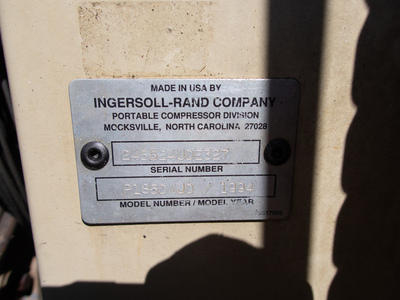 MADE IN USA BY
INGERSOLL-RAND COMPANY
PORTABLE COMPRESSOR DIVISION
MOCKSVILLE, NORTH CAROLINA 27028
SERIAL NUMBER
/ 1994
MODEL NUMBER / MODEL YEAR